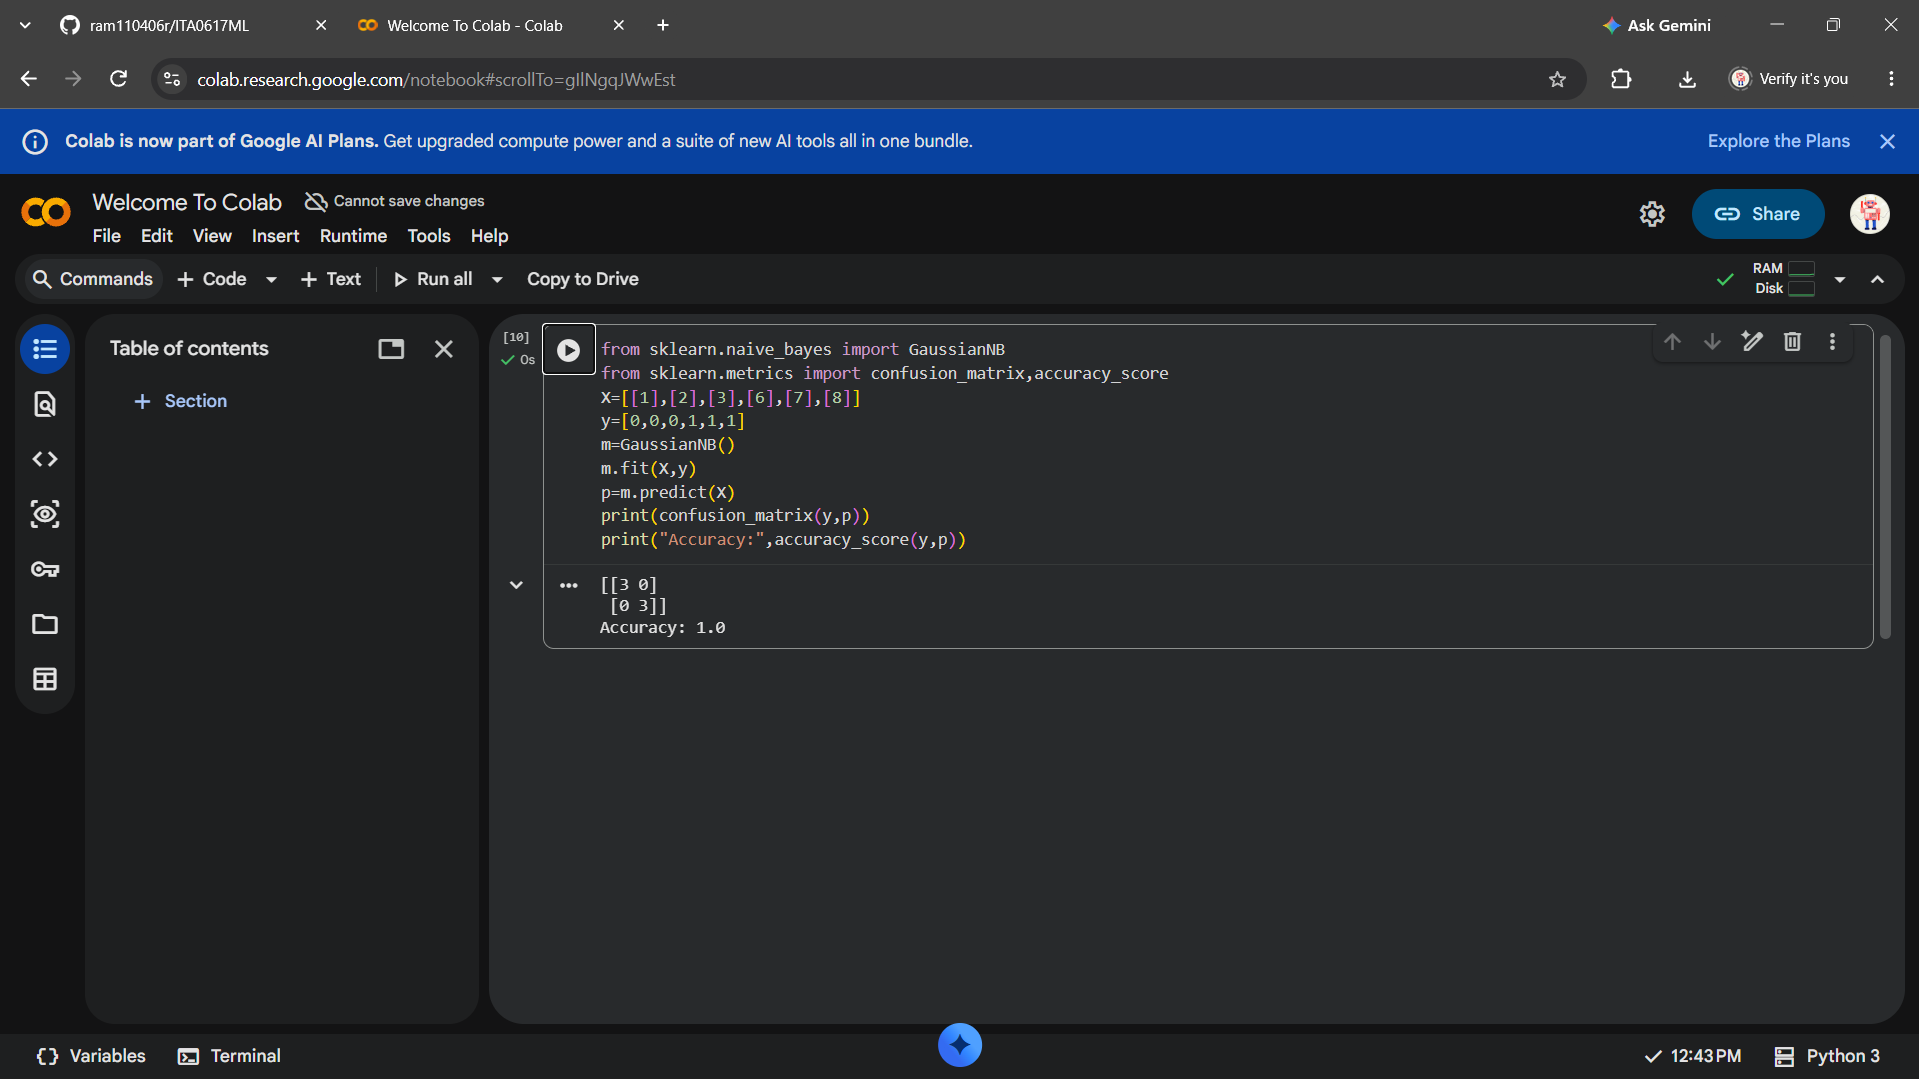 ram110406r/ITA0617ML
Welcome To Colab - Colab
Ask Gemini
colab.research.google.com/notebook#scrollTo=gIlNgqJWwEst
Verify it's you
Colab is now part of Google AI Plans. Get upgraded compute power and a suite of new AI tools all in one bundle.
Explore the Plans
Welcome To Colab
Cannot save changes
File Edit View Insert Runtime Tools Help
Share
Commands + Code + Text Run all Copy to Drive
RAM
Disk
Table of contents
+ Section
[10]
0s
from sklearn.naive_bayes import GaussianNB
from sklearn.metrics import confusion_matrix,accuracy_score
X=[[1],[2],[3],[6],[7],[8]]
y=[0,0,0,1,1,1]
m=GaussianNB()
m.fit(X,y)
p=m.predict(X)
print(confusion_matrix(y,p))
print("Accuracy:",accuracy_score(y,p))
[[3 0]
[0 3]]
Accuracy: 1.0
Variables
Terminal
12:43 PM
Python 3